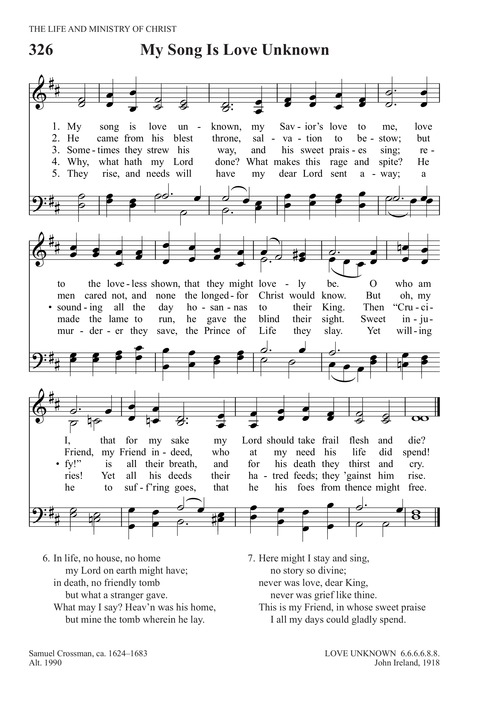 THE LIFE AND MINISTRY OF CHRIST
326 My Song Is Love Unknown
1. My song is love un - known, my Sav - ior's love to me, love
2. He came from his blest throne, sal - va - tion to be - stow; but
3. Some - times they strew his way, and his sweet prais - es sing; re -
4. Why, what hath my Lord done? What makes this rage and spite? He
5. They rise, and needs will have my dear Lord sent a - way; a
to the love - less shown, that they might love - ly be. O who am
men cared not, and none the longed - for Christ would know. But oh, my
• sound - ing all the day ho - san - nas to their King. Then "Cru - ci -
made the lame to run, he gave the blind their sight. Sweet in - ju -
mur - der - er they save, the Prince of Life they slay. Yet will - ing
I, that for my sake my Lord should take frail flesh and die?
Friend, my Friend in - deed, who at my need his life did spend!
• fy!" is all their breath, and for his death they thirst and cry.
ries! Yet all his deeds their ha - tred feeds; they 'gainst him rise.
he to suf - f'ring goes, that he his foes from thence might free.
6. In life, no house, no home
my Lord on earth might have;
in death, no friendly tomb
but what a stranger gave.
What may I say? Heav'n was his home,
but mine the tomb wherein he lay.
7. Here might I stay and sing,
no story so divine;
never was love, dear King,
never was grief like thine.
This is my Friend, in whose sweet praise
I all my days could gladly spend.
Samuel Crossman, ca. 1624–1683
Alt. 1990
LOVE UNKNOWN 6.6.6.6.8.8.
John Ireland, 1918